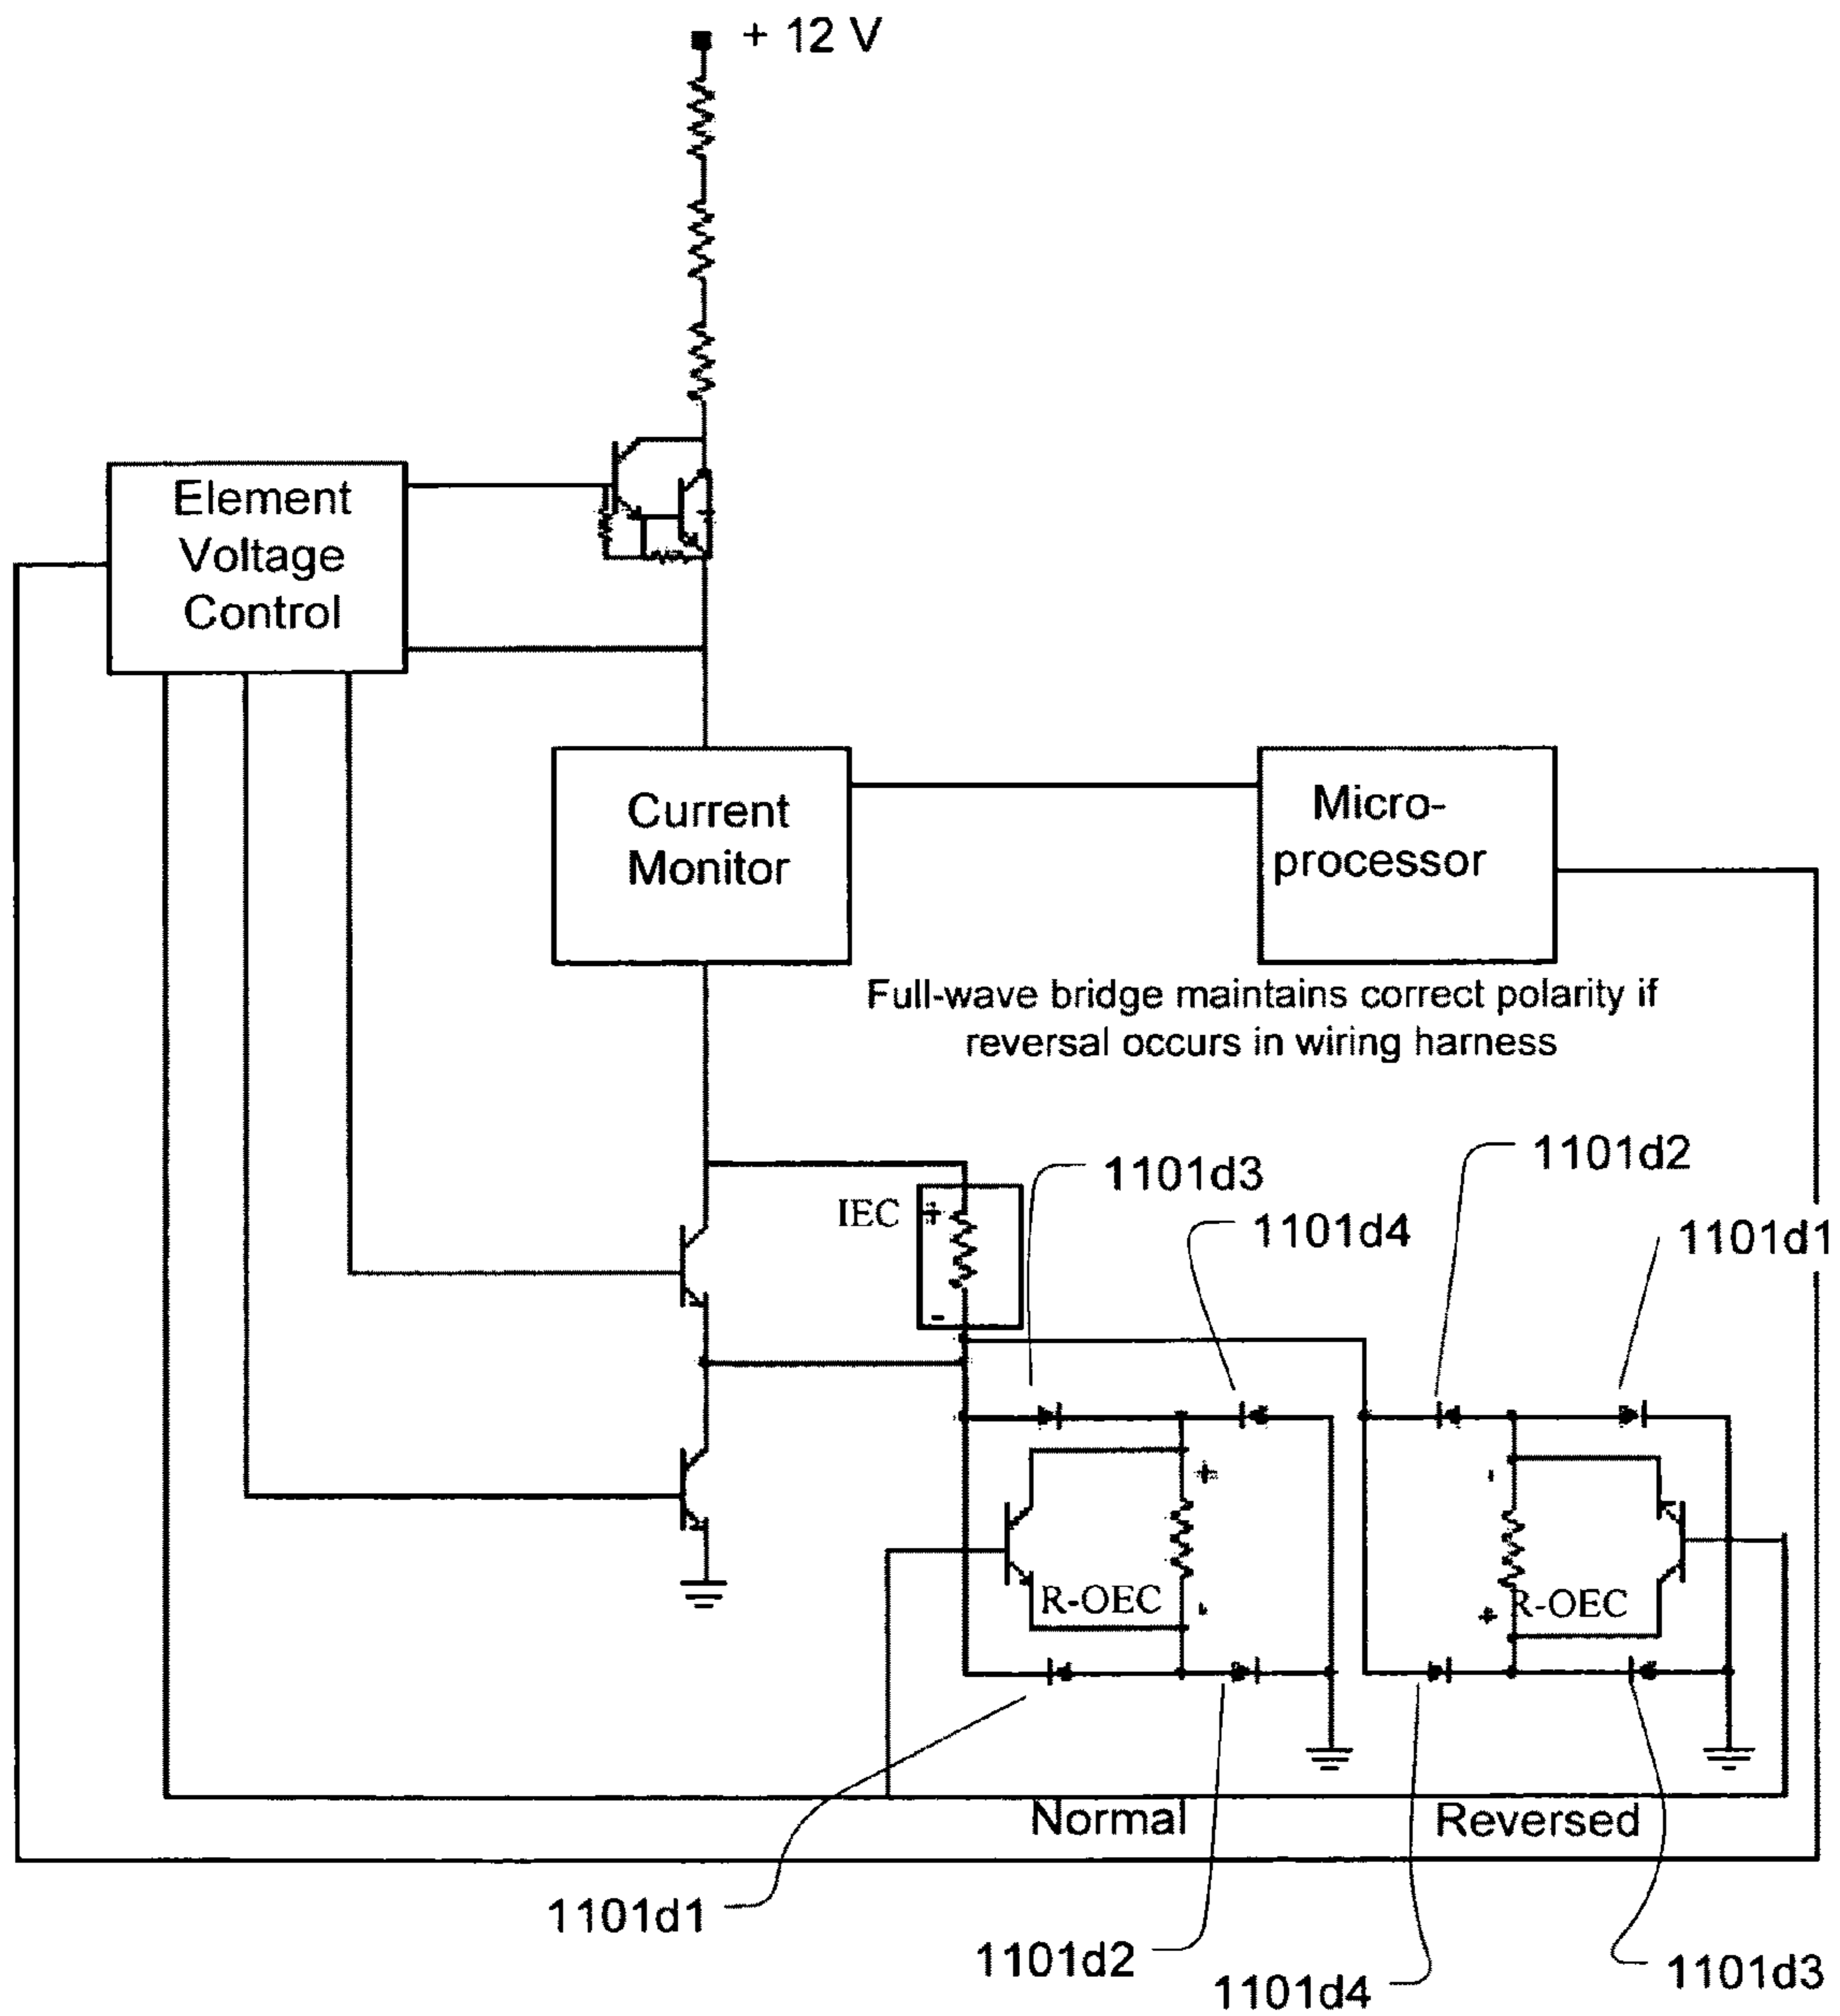 + 12 V
Element
Voltage
Control
Current
Monitor
Micro-
processor
Full-wave bridge maintains correct polarity if
reversal occurs in wiring harness
1101d3
1101d2
1101d4
1101d1
IEC
+
-
+
-
R-OEC
-
-
+
R-OEC
Normal
Reversed
1101d1
1101d2
1101d4
1101d3